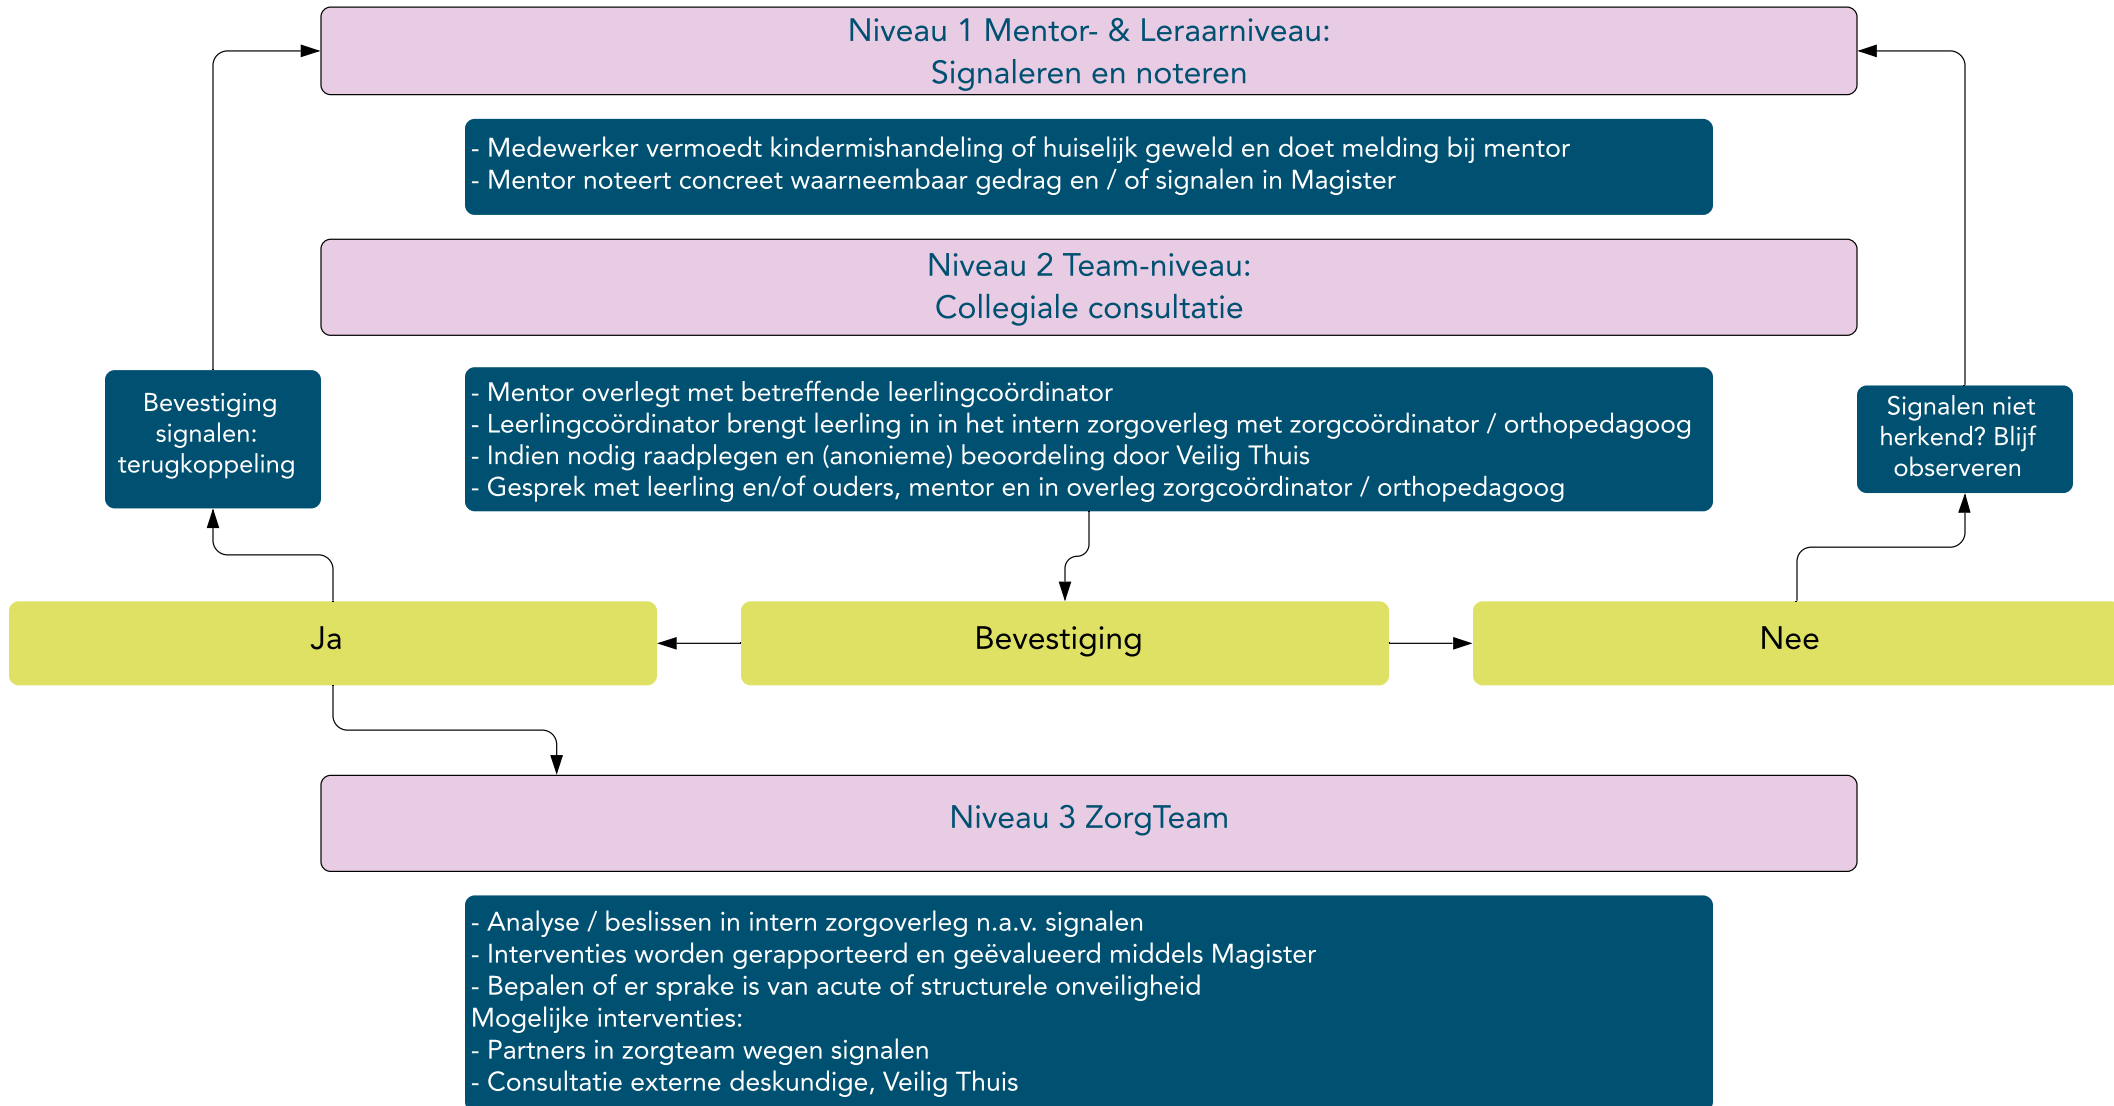 Niveau 1 Mentor- & Leraarniveau:
Signaleren en noteren
- Medewerker vermoedt kindermishandeling of huiselijk geweld en doet melding bij mentor
- Mentor noteert concreet waarneembaar gedrag en / of signalen in Magister
Niveau 2 Team-niveau:
Collegiale consultatie
Bevestiging
signalen:
terugkoppeling
- Mentor overlegt met betreffende leerlingcoördinator
- Leerlingcoördinator brengt leerling in in het intern zorgoverleg met zorgcoördinator / orthopedagoog
- Indien nodig raadplegen en (anonieme) beoordeling door Veilig Thuis
- Gesprek met leerling en/of ouders, mentor en in overleg zorgcoördinator / orthopedagoog
Signalen niet
herkend? Blijf
observeren
Ja
Bevestiging
Nee
Niveau 3 ZorgTeam
- Analyse / beslissen in intern zorgoverleg n.a.v. signalen
- Interventies worden gerapporteerd en geëvalueerd middels Magister
- Bepalen of er sprake is van acute of structurele onveiligheid
Mogelijke interventies:
- Partners in zorgteam wegen signalen
- Consultatie externe deskundige, Veilig Thuis